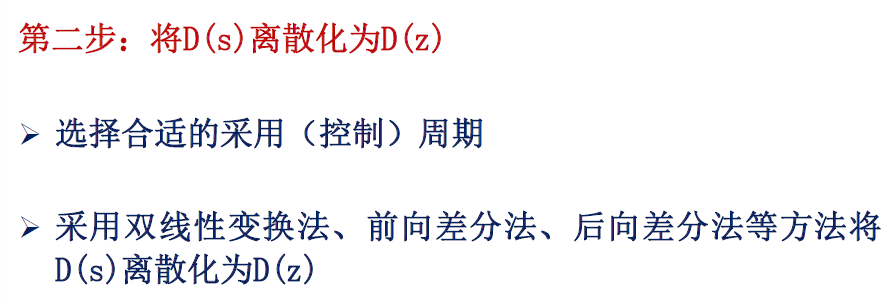 第二步：将D(s)离散化为D(z)
➢ 选择合适的采用（控制）周期
➢ 采用双线性变换法、前向差分法、后向差分法等方法将
D(s)离散化为D(z)